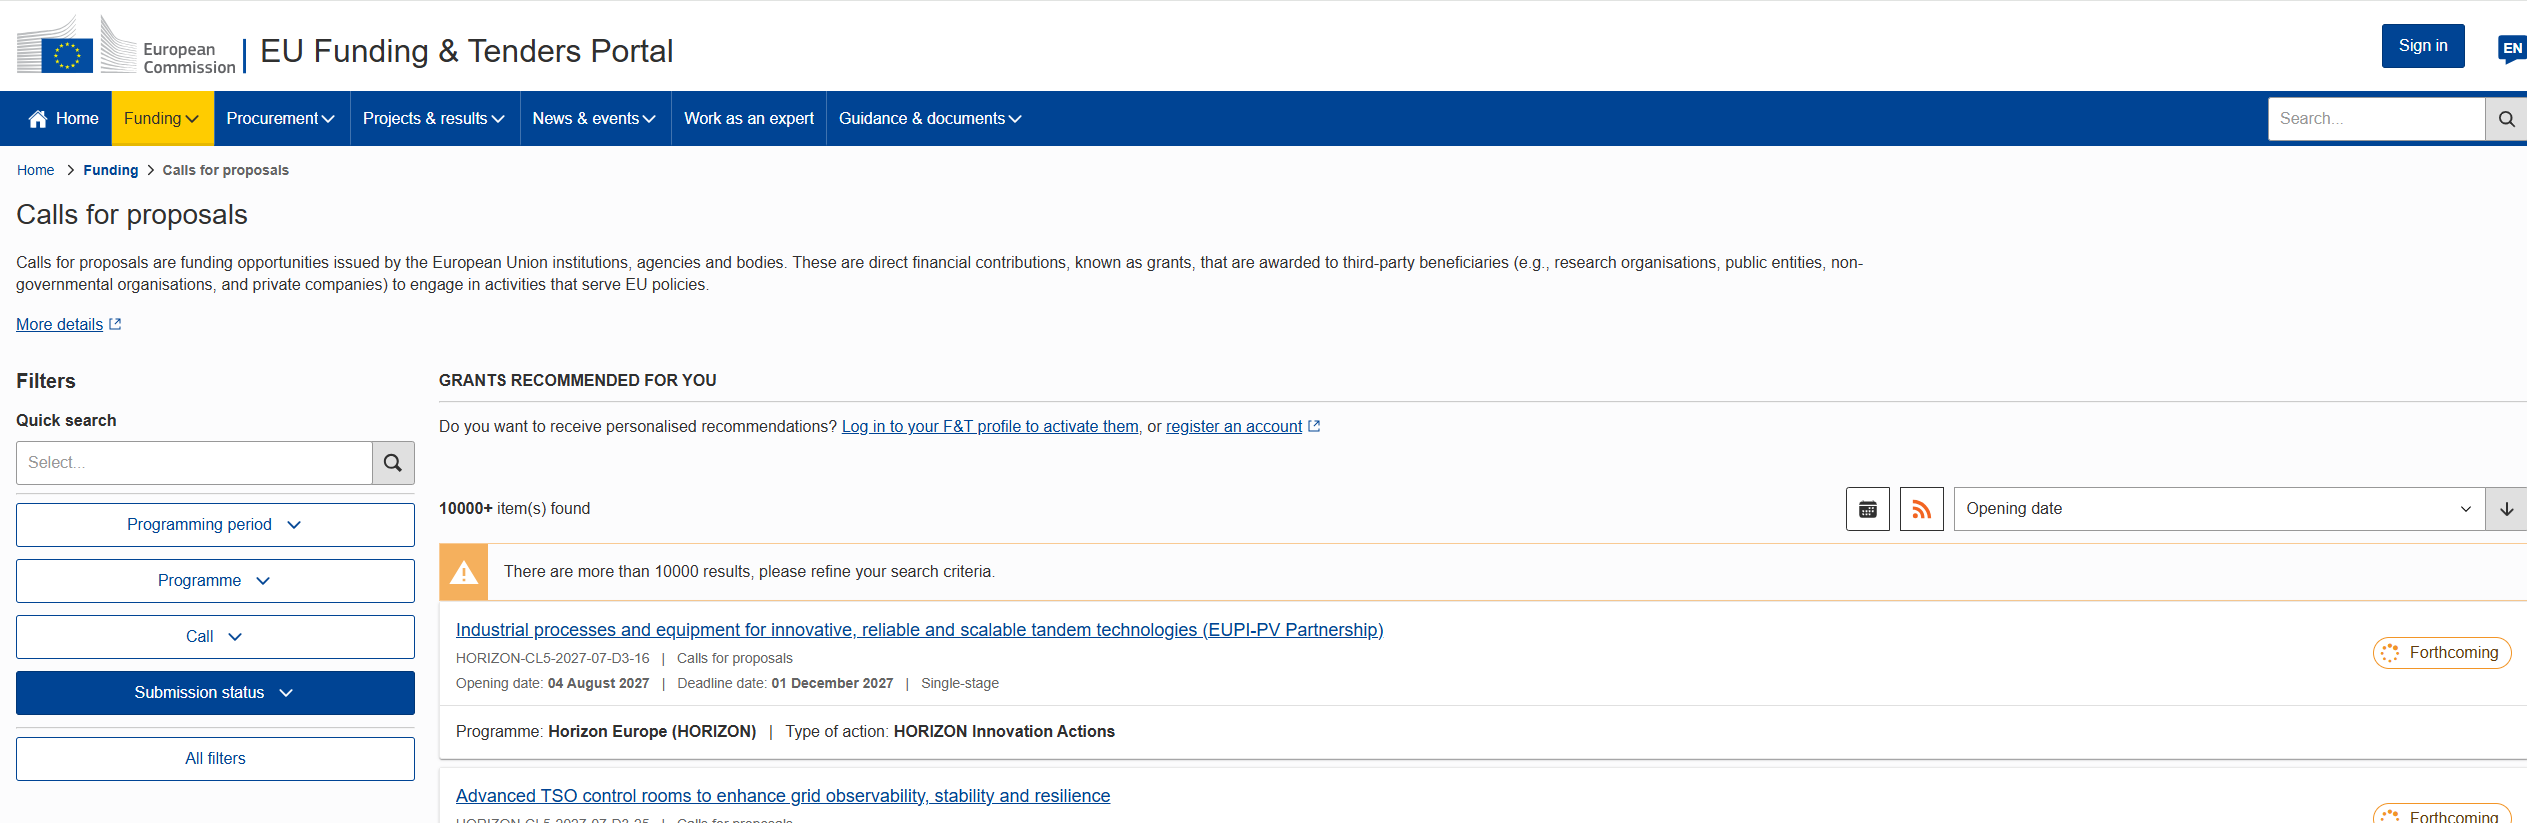 European
Commission
EU Funding & Tenders Portal
Sign in
EN
Home
Funding
Procurement
Projects & results
News & events
Work as an expert
Guidance & documents
Search...
Home > Funding > Calls for proposals
Calls for proposals
Calls for proposals are funding opportunities issued by the European Union institutions, agencies and bodies. These are direct financial contributions, known as grants, that are awarded to third-party beneficiaries (e.g., research organisations, public entities, non-
governmental organisations, and private companies) to engage in activities that serve EU policies.
More details
Filters
Quick search
Select...
Programming period
Programme
Call
Submission status
All filters
GRANTS RECOMMENDED FOR YOU
Do you want to receive personalised recommendations? Log in to your F&T profile to activate them, or register an account
10000+ item(s) found
Opening date
There are more than 10000 results, please refine your search criteria.
Industrial processes and equipment for innovative, reliable and scalable tandem technologies (EUPI-PV Partnership)
HORIZON-CL5-2027-07-D3-16 | Calls for proposals
Opening date: 04 August 2027 | Deadline date: 01 December 2027 | Single-stage
Forthcoming
Programme: Horizon Europe (HORIZON) | Type of action: HORIZON Innovation Actions
Advanced TSO control rooms to enhance grid observability, stability and resilience
HORIZON-CL5-2027-07-D3-25 | Calls for proposals
Forthcoming